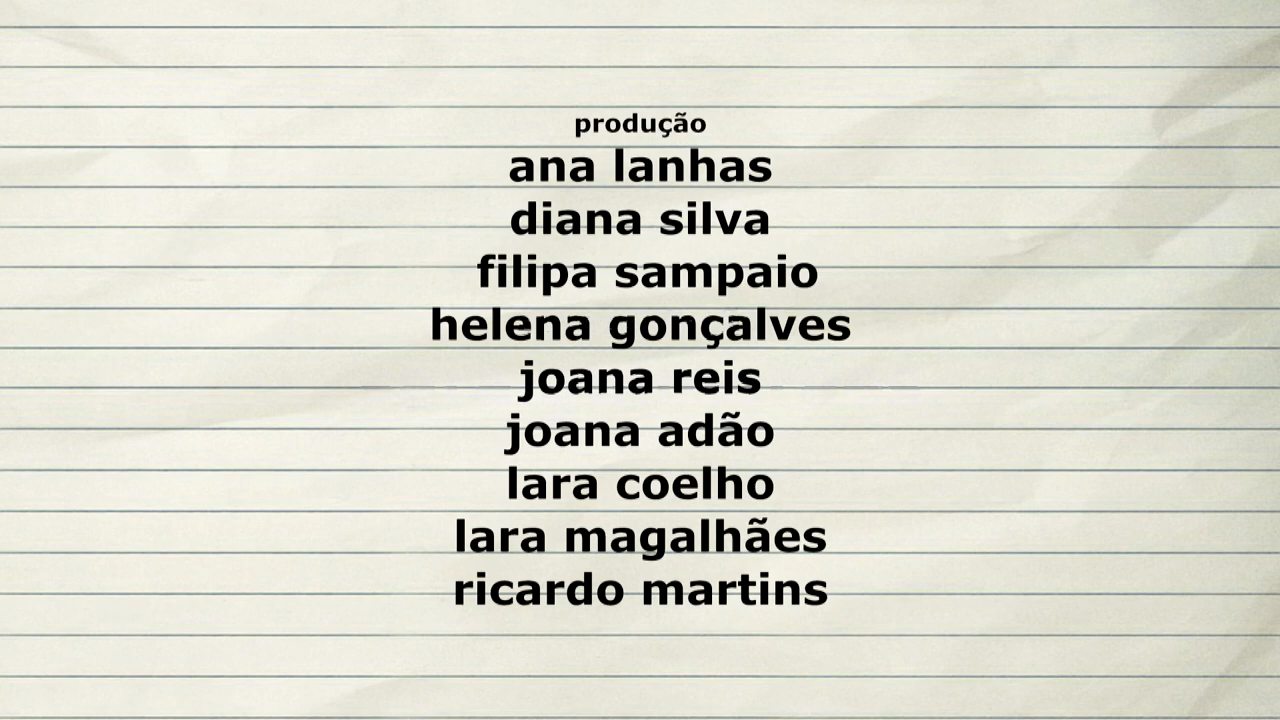 produção
ana lanhas
diana silva
filipa sampaio
helena gonçalves
joana reis
joana adão
lara coelho
lara magalhães
ricardo martins